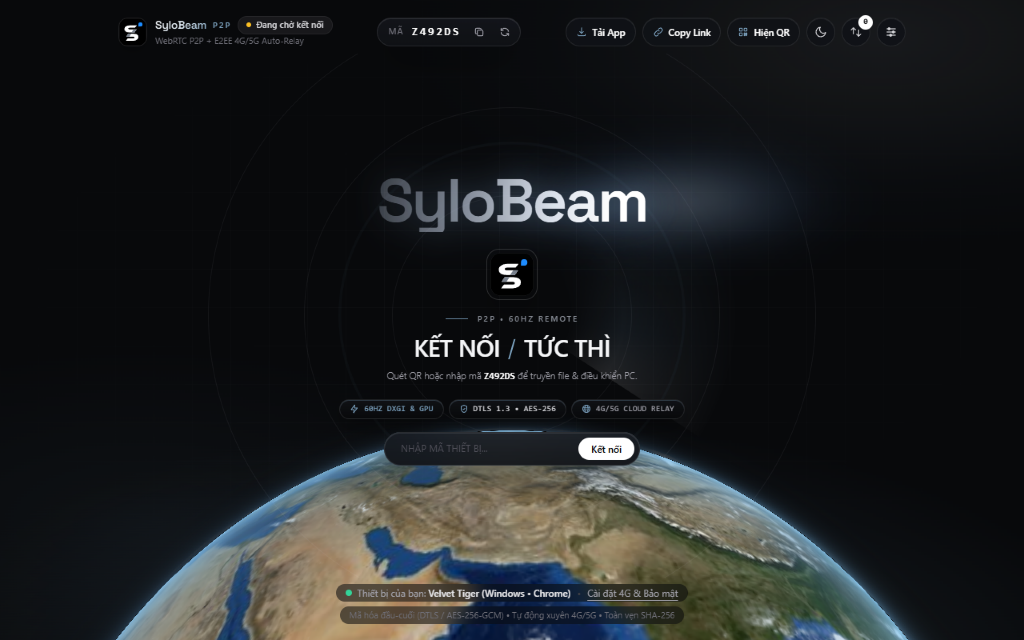 SyloBeam P2P Đang chờ kết nối
WebRTC P2P + E2EE 4G/5G Auto-Relay
MÃ Z492DS
Tải App
Copy Link
Hiện QR
0
SyloBeam
P2P • 60HZ REMOTE
KẾT NỐI / TỨC THÌ
Quét QR hoặc nhập mã Z492DS để truyền file & điều khiển PC.
60HZ DXGI & GPU
DTLS 1.3 • AES-256
4G/5G CLOUD RELAY
NHẬP MÃ THIẾT BỊ... Kết nối
Thiết bị của bạn: Velvet Tiger (Windows • Chrome) · Cài đặt 4G & Bảo mật
Mã hóa đầu-cuối (DTLS / AES-256-GCM) • Tự động xuyên 4G/5G • Toàn vẹn SHA-256